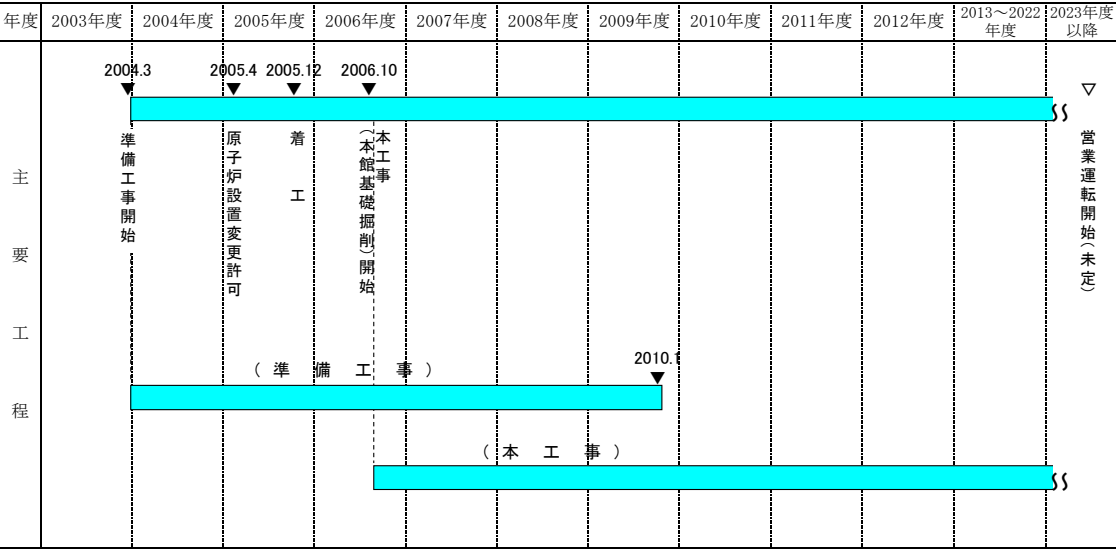 年度 2003年度 2004年度 2005年度 2006年度 2007年度 2008年度 2009年度 2010年度 2011年度 2012年度 2013～2022年度 2023年度以降
2004.3 2005.4 2005.12 2006.10
主要工程
準備工事開始
原子炉設置変更許可
着工
本工事
（本館基礎掘削）開始
営業運転開始（未定）
2010.1
（準備工事）
（本工事）